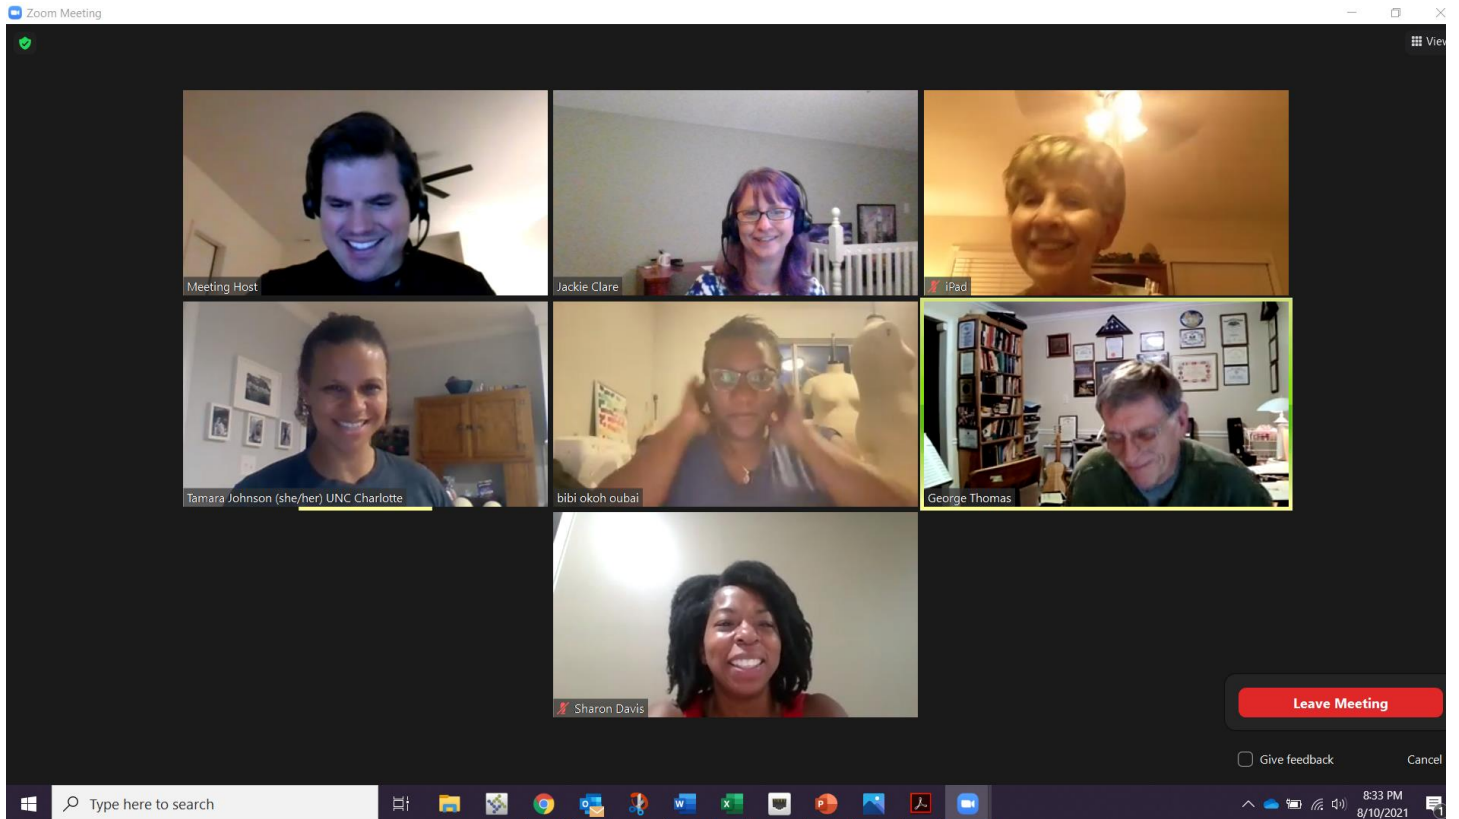 Zoom Meeting
View
Meeting Host
Jackie Clare
iPad
Tamara Johnson (she/her) UNC Charlotte
bibi okoh oubai
George Thomas
Sharon Davis
Leave Meeting
Give feedback
Cancel
Type here to search
8:33 PM
8/10/2021
1